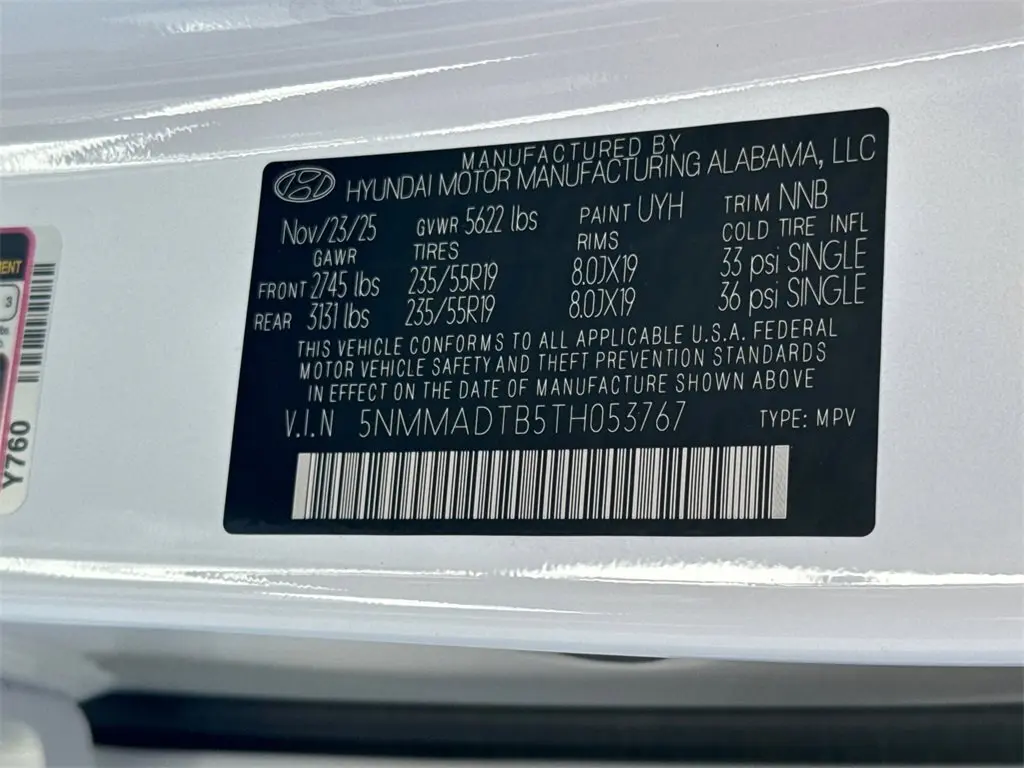 MANUFACTURED BY
HYUNDAI MOTOR MANUFACTURING ALABAMA, LLC
Nov/23/25 GVWR 5622 lbs PAINT UYH TRIM NNB
GAWR TIRES RIMS COLD TIRE INFL
FRONT 2745 lbs 235/55R19 8.0JX19 33 psi SINGLE
REAR 3131 lbs 235/55R19 8.0JX19 36 psi SINGLE
THIS VEHICLE CONFORMS TO ALL APPLICABLE U.S.A. FEDERAL
MOTOR VEHICLE SAFETY AND THEFT PREVENTION STANDARDS
IN EFFECT ON THE DATE OF MANUFACTURE SHOWN ABOVE
V.I.N 5NMMADTB5TH053767 TYPE: MPV
3
Y760